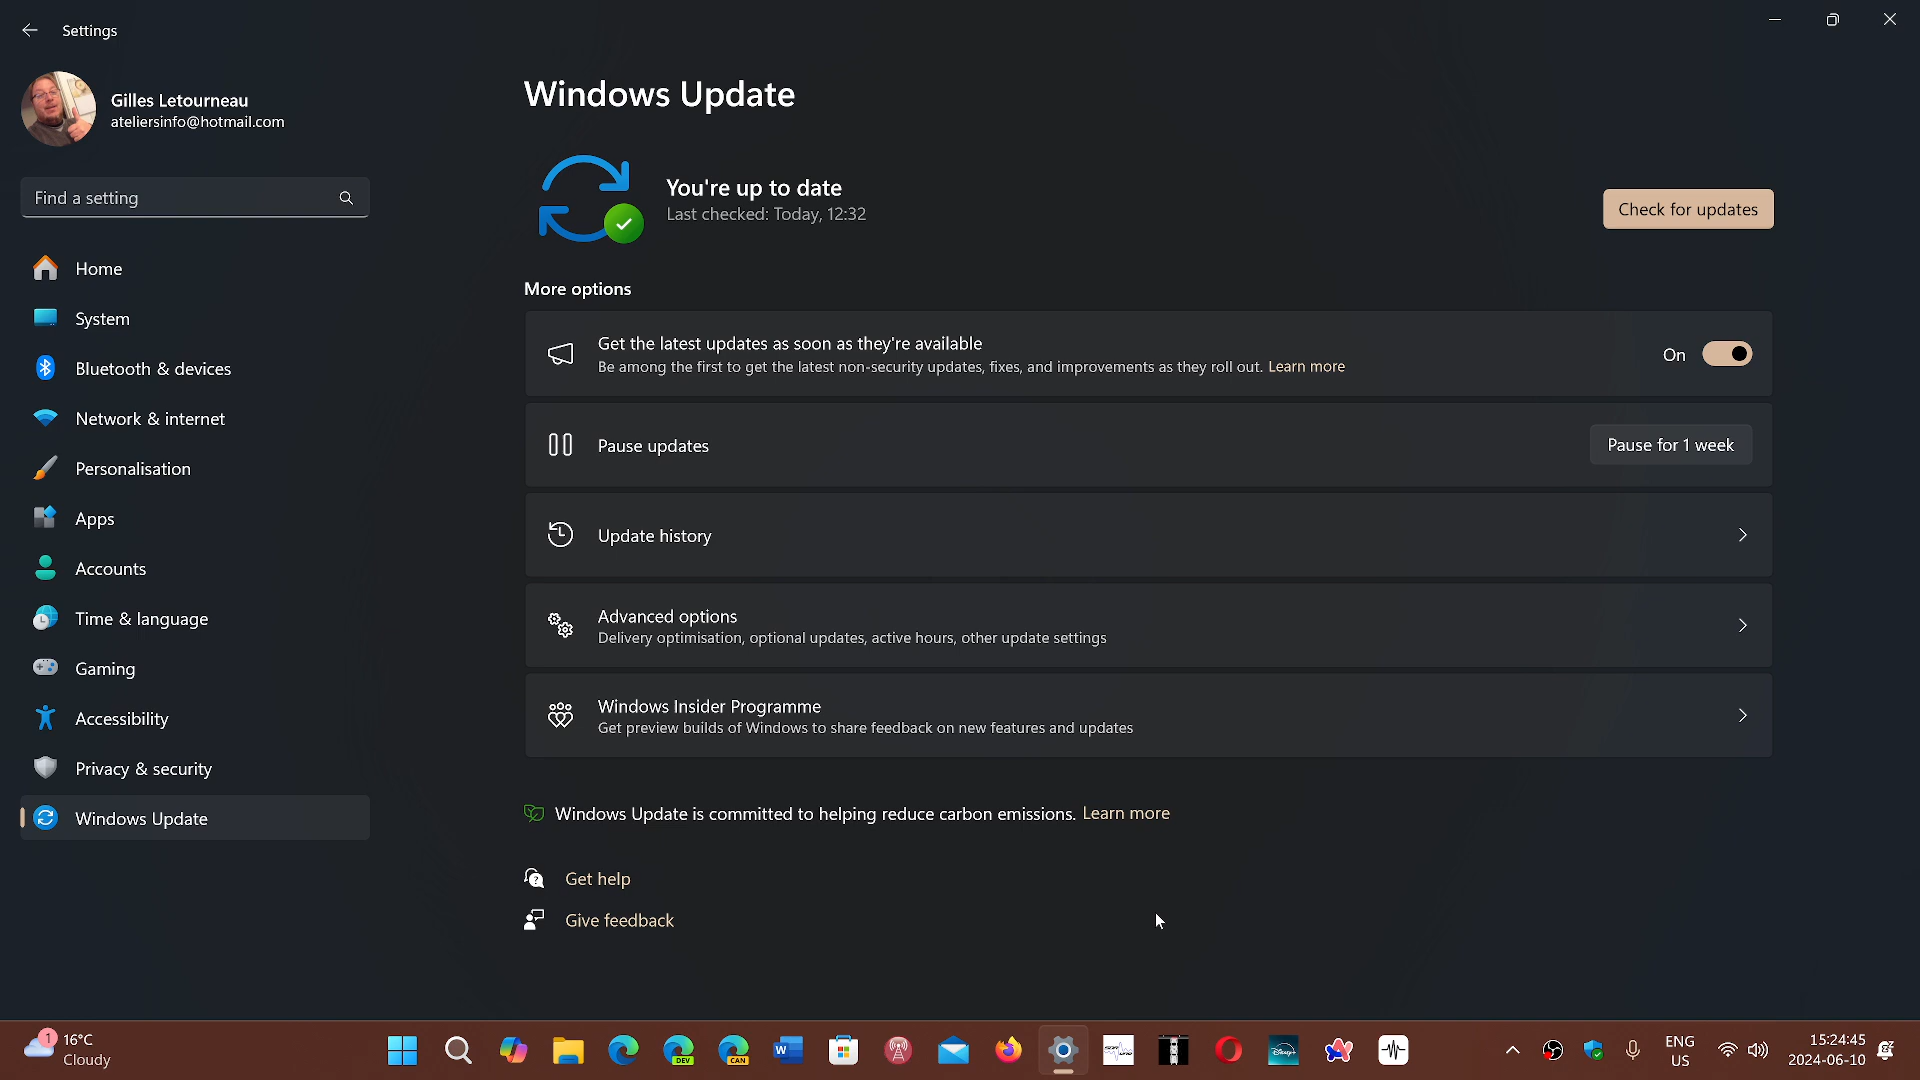 Settings
Gilles Letourneau
ateliersinfo@hotmail.com
Find a setting
Home
System
Bluetooth & devices
Network & internet
Personalisation
Apps
Accounts
Time & language
Gaming
Accessibility
Privacy & security
Windows Update
Windows Update
You're up to date
Last checked: Today, 12:32
Check for updates
More options
Get the latest updates as soon as they're available
Be among the first to get the latest non-security updates, fixes, and improvements as they roll out. Learn more
On
Pause updates
Pause for 1 week
Update history
Advanced options
Delivery optimisation, optional updates, active hours, other update settings
Windows Insider Programme
Get preview builds of Windows to share feedback on new features and updates
Windows Update is committed to helping reduce carbon emissions. Learn more
Get help
Give feedback
1
16°C
Cloudy
DEV
CAN
W
Disney+
ENG
US
15:24:45
2024-06-10